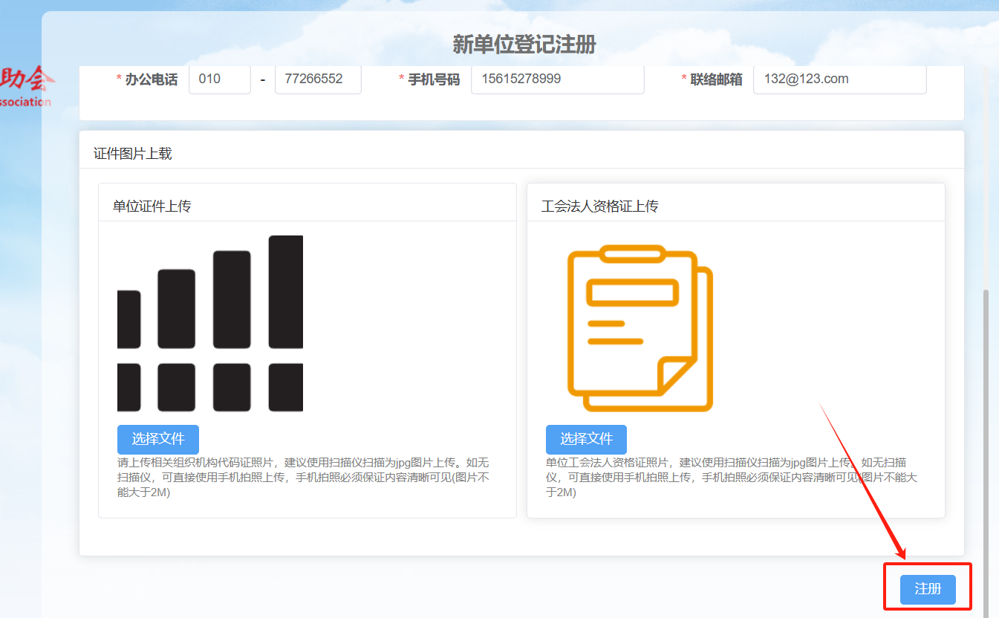 新单位登记注册
助会
ssociation
* 办公电话 010 - 77266552 * 手机号码 15615278999 * 联络邮箱 132@123.com
证件图片上载
单位证件上传
选择文件
请上传相关组织机构代码证照片，建议使用扫描仪扫描为jpg图片上传。如无
扫描仪，可直接使用手机拍照上传，手机拍照必须保证内容清晰可见(图片不
能大于2M)
工会法人资格证上传
选择文件
单位工会法人资格证照片，建议使用扫描仪扫描为jpg图片上传。如无扫描
仪，可直接使用手机拍照上传，手机拍照必须保证内容清晰可见(图片不能大
于2M)
注册